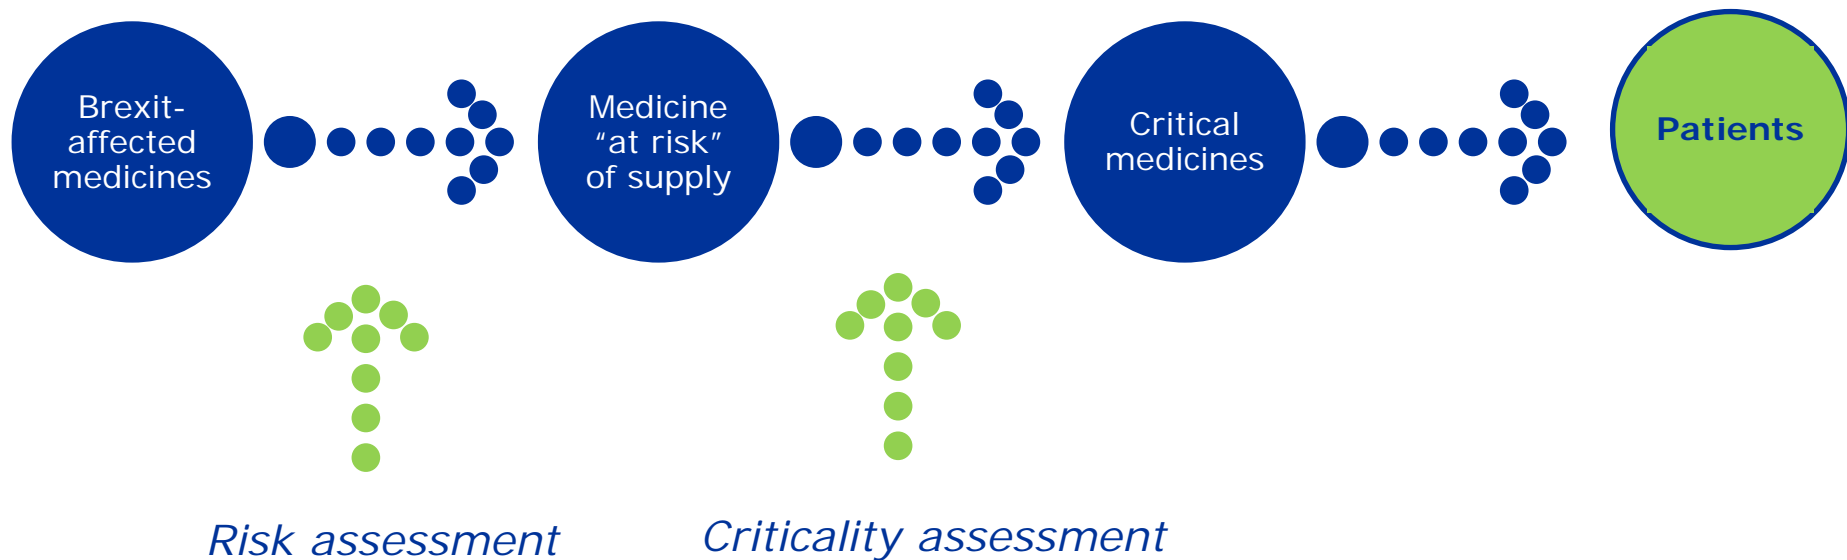 Brexit-
affected
medicines
Medicine
“at risk”
of supply
Critical
medicines
Patients
Risk assessment
Criticality assessment